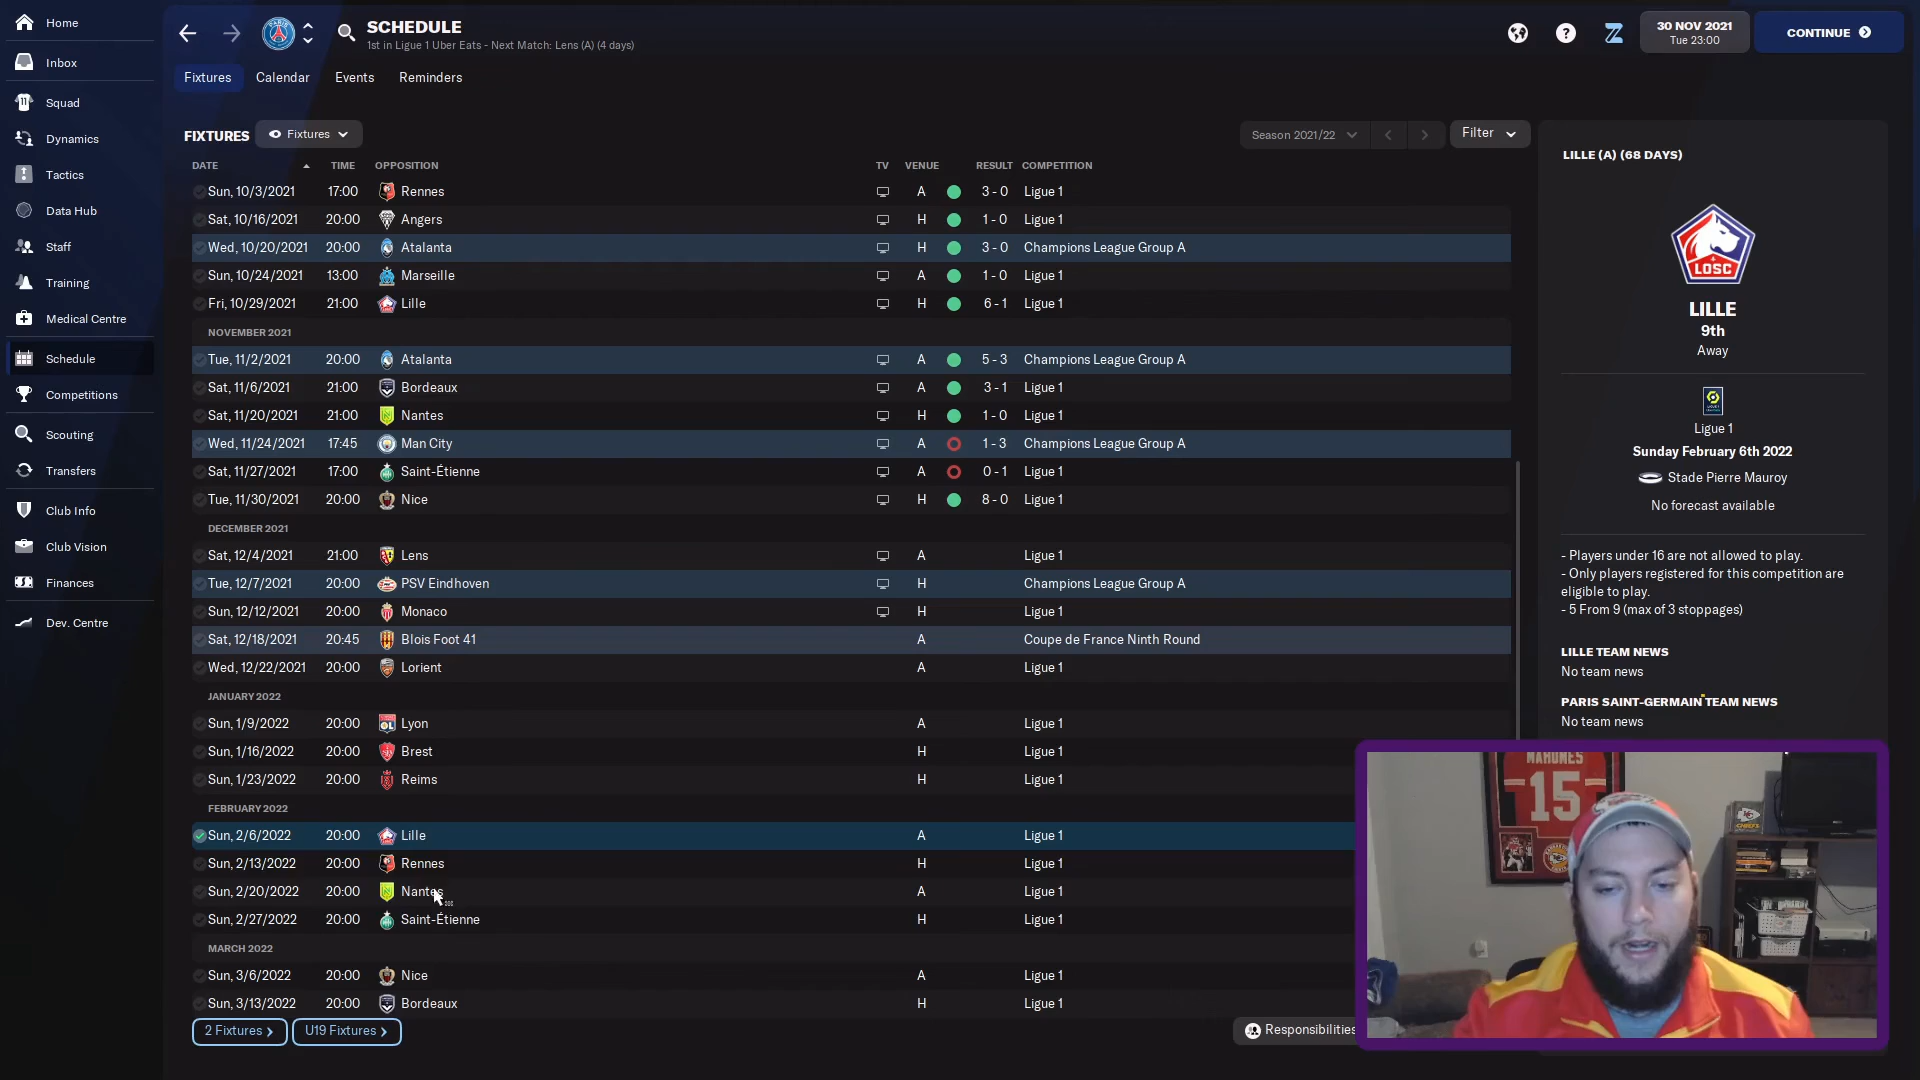 Home
SCHEDULE
1st in Ligue 1 Uber Eats - Next Match: Lens (A) (4 days)
30 NOV 2021
Tue 23:00
CONTINUE
Inbox
Squad
Dynamics
Tactics
Data Hub
Staff
Training
Medical Centre
Schedule
Competitions
Scouting
Transfers
Club Info
Club Vision
Finances
Dev. Centre
Fixtures Calendar Events Reminders
FIXTURES Fixtures Season 2021/22 Filter
DATE TIME OPPOSITION TV VENUE RESULT COMPETITION
Sun, 10/3/2021 17:00 Rennes A 3 - 0 Ligue 1
Sat, 10/16/2021 20:00 Angers H 1 - 0 Ligue 1
Wed, 10/20/2021 20:00 Atalanta H 3 - 0 Champions League Group A
Sun, 10/24/2021 13:00 Marseille A 1 - 0 Ligue 1
Fri, 10/29/2021 21:00 Lille H 6 - 1 Ligue 1
NOVEMBER 2021
Tue, 11/2/2021 20:00 Atalanta A 5 - 3 Champions League Group A
Sat, 11/6/2021 21:00 Bordeaux A 3 - 1 Ligue 1
Sat, 11/20/2021 21:00 Nantes H 1 - 0 Ligue 1
Wed, 11/24/2021 17:45 Man City A 1 - 3 Champions League Group A
Sat, 11/27/2021 17:00 Saint-Étienne A 0 - 1 Ligue 1
Tue, 11/30/2021 20:00 Nice H 8 - 0 Ligue 1
DECEMBER 2021
Sat, 12/4/2021 21:00 Lens A Ligue 1
Tue, 12/7/2021 20:00 PSV Eindhoven H Champions League Group A
Sun, 12/12/2021 20:00 Monaco H Ligue 1
Sat, 12/18/2021 20:45 Blois Foot 41 A Coupe de France Ninth Round
Wed, 12/22/2021 20:00 Lorient A Ligue 1
JANUARY 2022
Sun, 1/9/2022 20:00 Lyon A Ligue 1
Sun, 1/16/2022 20:00 Brest H Ligue 1
Sun, 1/23/2022 20:00 Reims H Ligue 1
FEBRUARY 2022
Sun, 2/6/2022 20:00 Lille A Ligue 1
Sun, 2/13/2022 20:00 Rennes H Ligue 1
Sun, 2/20/2022 20:00 Nantes A Ligue 1
Sun, 2/27/2022 20:00 Saint-Étienne H Ligue 1
MARCH 2022
Sun, 3/6/2022 20:00 Nice A Ligue 1
Sun, 3/13/2022 20:00 Bordeaux H Ligue 1
2 Fixtures U19 Fixtures Responsibilities
LILLE (A) (68 DAYS)
LOSC
LILLE
9th
Away
Ligue 1
Sunday February 6th 2022
Stade Pierre Mauroy
No forecast available
- Players under 16 are not allowed to play.
- Only players registered for this competition are
eligible to play.
- 5 From 9 (max of 3 stoppages)
LILLE TEAM NEWS
No team news
PARIS SAINT-GERMAIN TEAM NEWS
No team news
MAHOMES
15